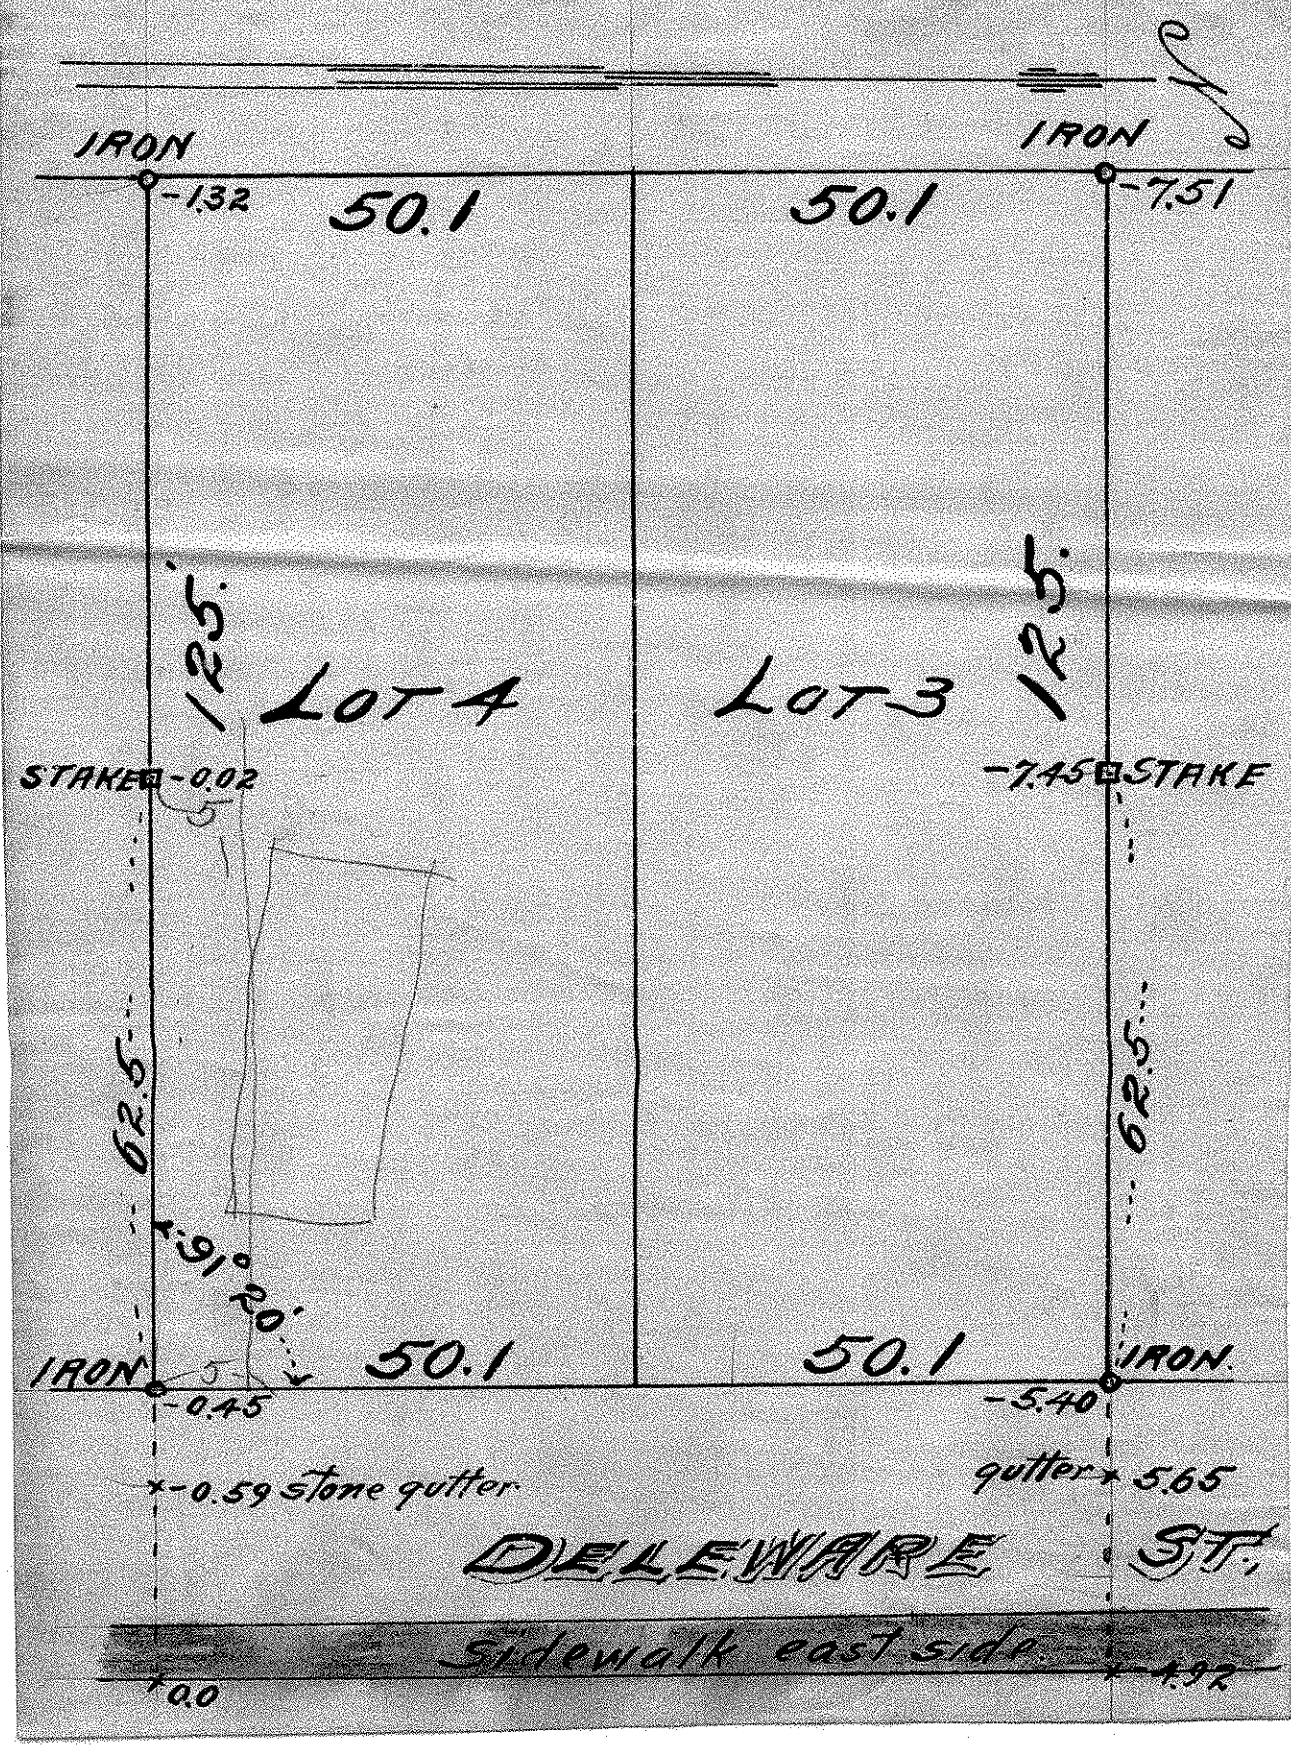 IRON
IRON
-1.32
50.1
50.1
-7.51
125.'
125.
LOT 4
LOT 3
STAKE -0.02
-7.45 STAKE
5
62.5
62.5
91° 20'
50.1
50.1
IRON
5
IRON.
-0.45
-5.40
-0.59 stone gutter.
gutter 5.65
DELEWARE ST.,
Sidewalk east side.
0.0
-4.92